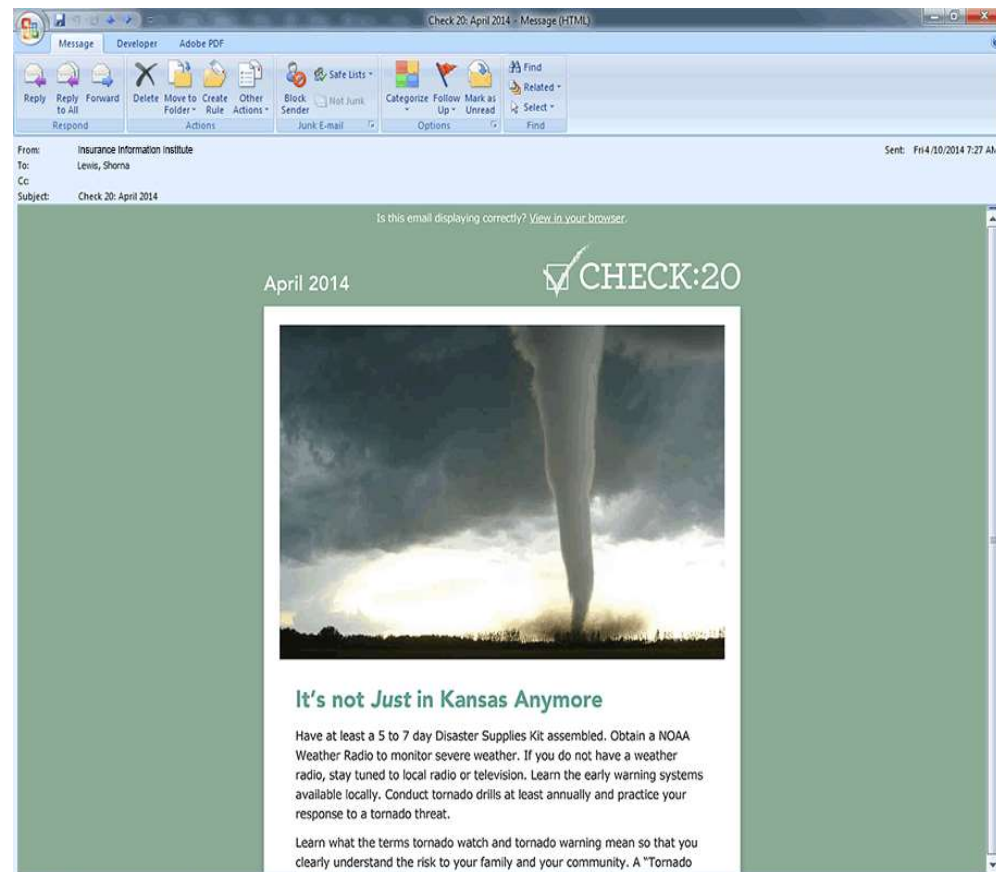 Check 20: April 2014 - Message (HTML)
Message Developer Adobe PDF
Reply Reply to All Forward Delete Move to Folder Create Rule Other Actions Block Sender Safe Lists Not Junk Categorize Follow Up Mark as Unread Find Related Select
Respond Actions Junk E-mail Options Find
From: Insurance Information Institute Sent: Fri 4/10/2014 7:27 AM
To: Lewis, Shorna
Cc:
Subject: Check 20: April 2014
Is this email displaying correctly? View in your browser.
April 2014 CHECK:20
It's not Just in Kansas Anymore
Have at least a 5 to 7 day Disaster Supplies Kit assembled. Obtain a NOAA
Weather Radio to monitor severe weather. If you do not have a weather
radio, stay tuned to local radio or television. Learn the early warning systems
available locally. Conduct tornado drills at least annually and practice your
response to a tornado threat.
Learn what the terms tornado watch and tornado warning mean so that you
clearly understand the risk to your family and your community. A "Tornado